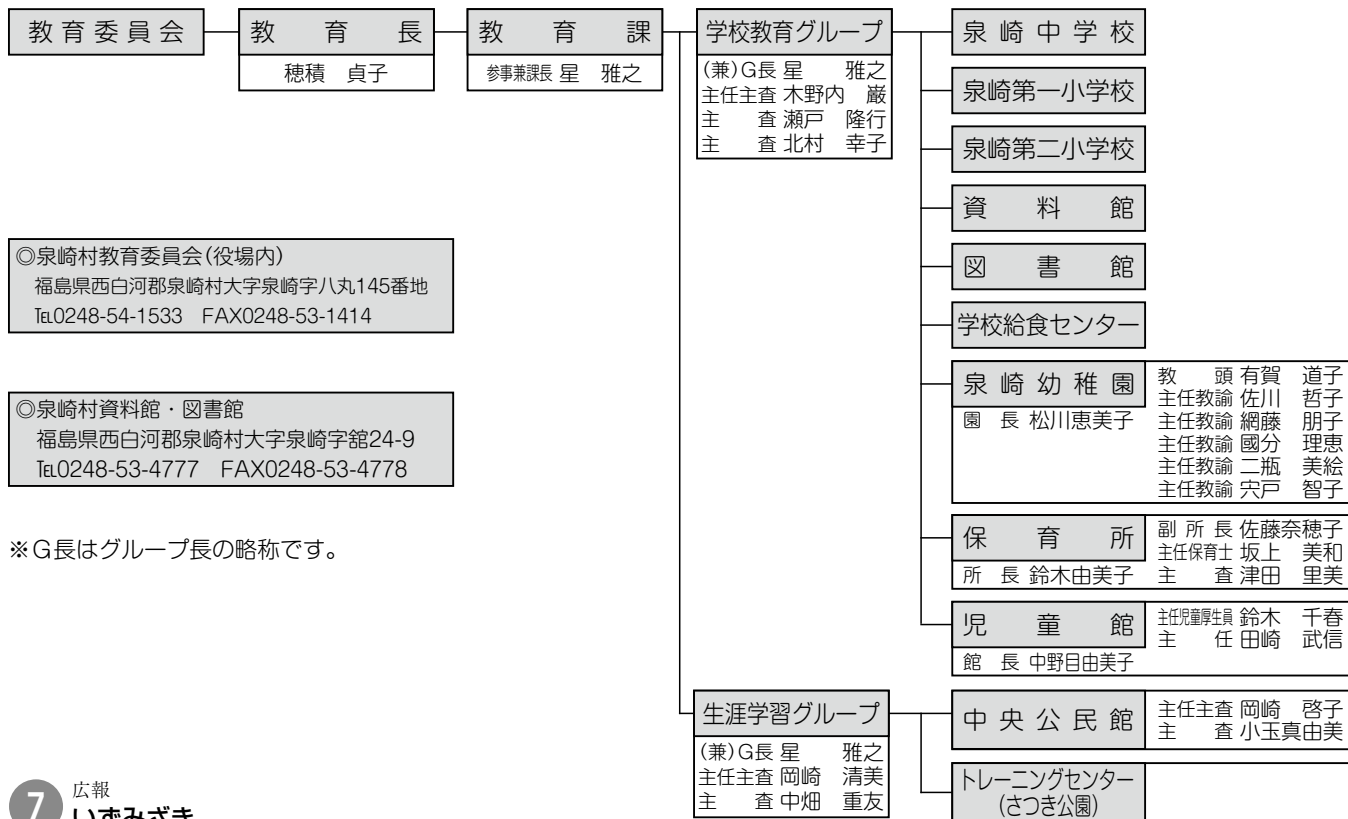 教育委員会
教育長
穂積 貞子
教育課
参事兼課長 星 雅之
学校教育グループ
(兼)G長 星 雅之
主任主査 木野内 巌
主査 瀬戸 隆行
主査 北村 幸子
泉崎中学校
泉崎第一小学校
泉崎第二小学校
資料館
図書館
学校給食センター
泉崎幼稚園
園長 松川恵美子
教頭 有賀 道子
主任教諭 佐川 哲子
主任教諭 網藤 朋子
主任教諭 國分 理恵
主任教諭 二瓶 美絵
主任教諭 宍戸 智子
保育所
所長 鈴木由美子
副所長 佐藤奈穂子
主任保育士 坂上 美和
主査 津田 里美
児童館
館長 中野目由美子
主任児童厚生員 鈴木 千春
主任 田崎 武信
生涯学習グループ
(兼)G長 星 雅之
主任主査 岡崎 清美
主査 中畑 重友
中央公民館
主任主査 岡崎 啓子
主査 小玉真由美
トレーニングセンター
(さつき公園)
◎泉崎村教育委員会(役場内)
福島県西白河郡泉崎村大字泉崎字八丸145番地
℡0248-54-1533 FAX0248-53-1414
◎泉崎村資料館・図書館
福島県西白河郡泉崎村大字泉崎字舘24-9
℡0248-53-4777 FAX0248-53-4778
※G長はグループ長の略称です。
7
広報
いずみざき